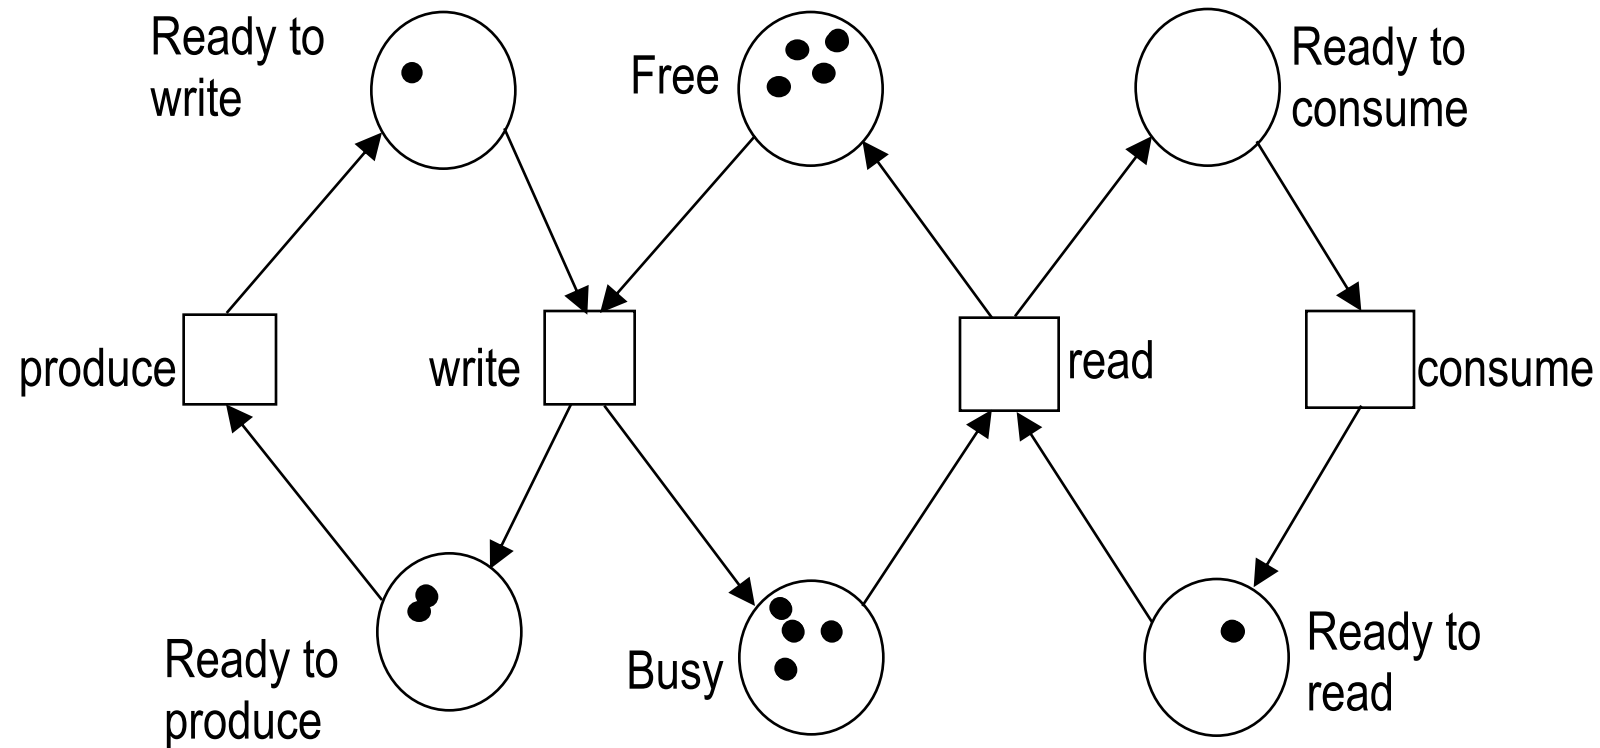 Ready to
write
Free
Ready to
consume
produce
write
read
consume
Ready to
produce
Busy
Ready to
read